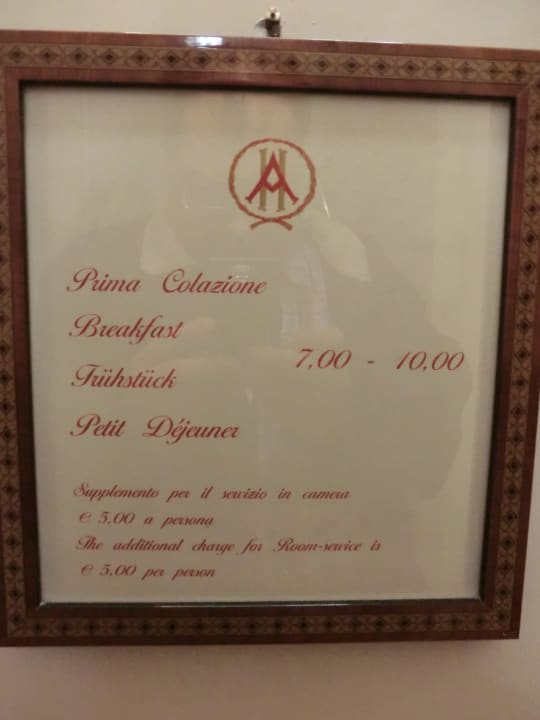 HA
Prima Colazione
Breakfast
7,00 - 10,00
Frühstück
Petit Déjeuner
Supplemento per il servizio in camera
€ 5,00 a persona
The additional charge for Room-service is
€ 5,00 per person